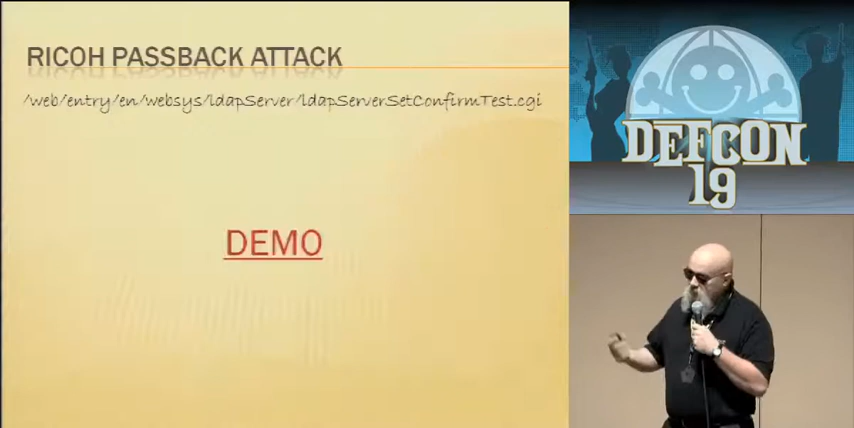 RICOH PASSBACK ATTACK
/web/entry/en/websys/ldapServer/ldapServerSetConfirmTest.cgi
DEMO
DEFCON
19